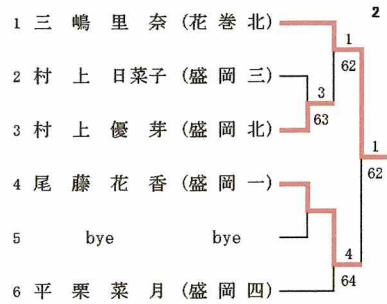 2
1 三嶋里奈 (花巻北)
1
62
2 村上日菜子 (盛岡三)
3
63
3 村上優芽 (盛岡北)
1
62
4 尾藤花香 (盛岡一)
5 bye bye
4
64
6 平栗菜月 (盛岡四)